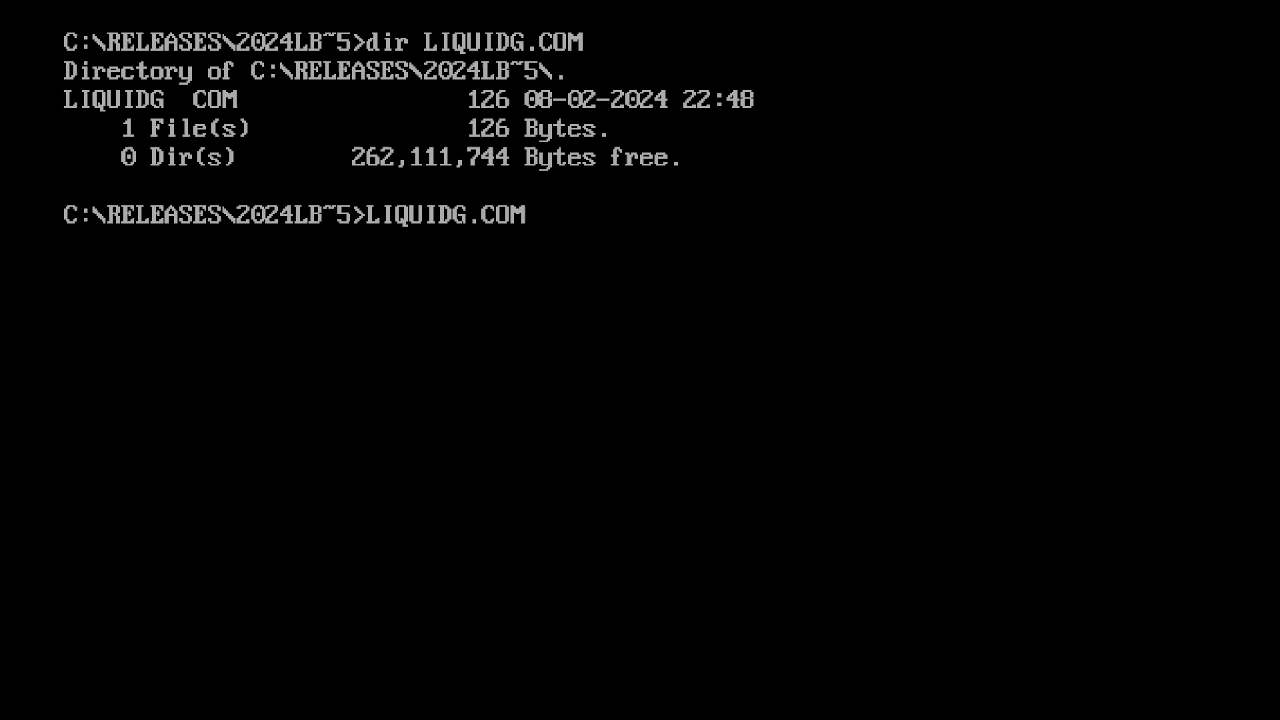 C:\RELEASES\2024LB~5>dir LIQUIDG.COM
Directory of C:\RELEASES\2024LB~5\.
LIQUIDG  COM                126 08-02-2024 22:48
    1 File(s)               126 Bytes.
    0 Dir(s)        262,111,744 Bytes free.
C:\RELEASES\2024LB~5>LIQUIDG.COM